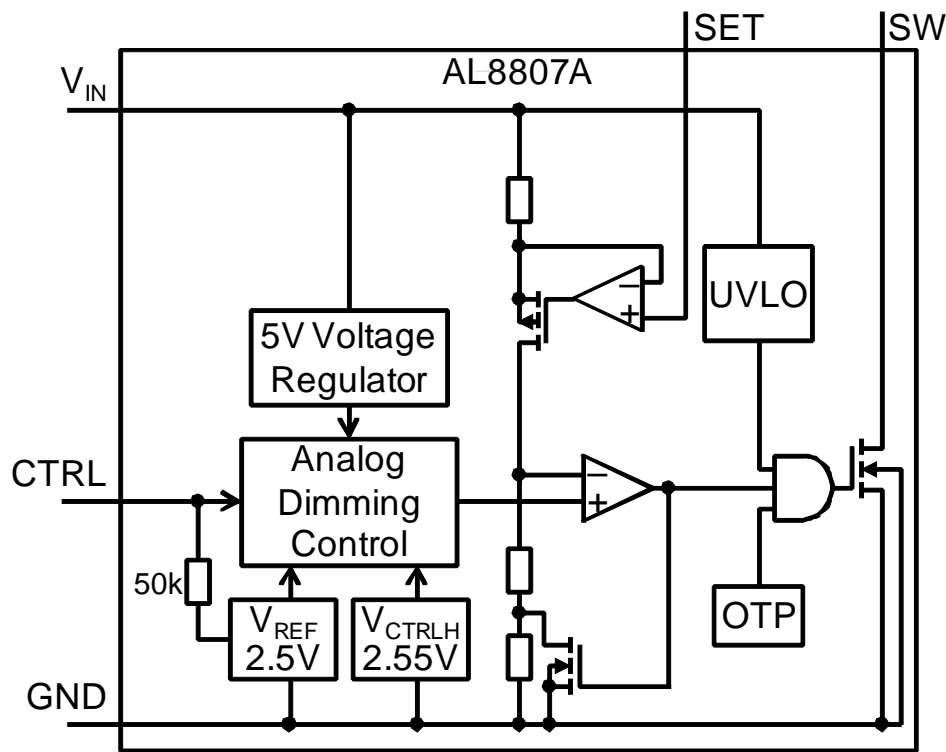 SET
SW
AL8807A
VIN
UVLO
5V Voltage
Regulator
−
+
CTRL
Analog
Dimming
Control
−
+
50k
VREF
2.5V
VCTRLH
2.55V
OTP
GND